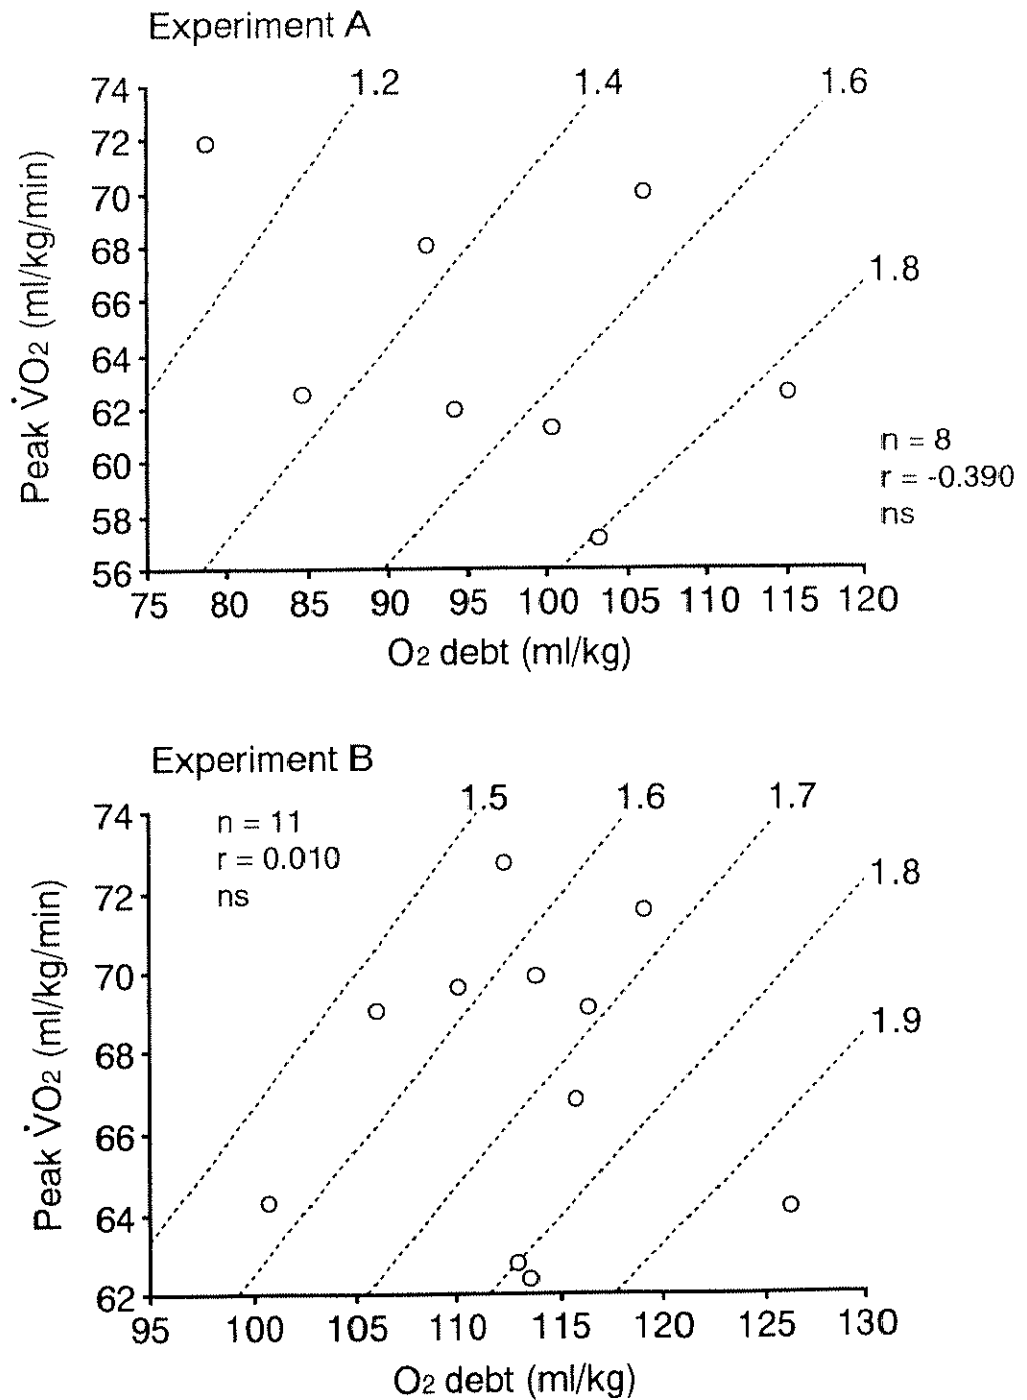 Experiment A
1.2
1.4
1.6
1.8
74
72
70
68
66
64
62
60
58
56
Peak V̇O2 (ml/kg/min)
n = 8
r = -0.390
ns
75 80 85 90 95 100 105 110 115 120
O2 debt (ml/kg)
Experiment B
1.5
1.6
1.7
1.8
1.9
n = 11
r = 0.010
ns
74
72
70
68
66
64
62
Peak V̇O2 (ml/kg/min)
95 100 105 110 115 120 125 130
O2 debt (ml/kg)